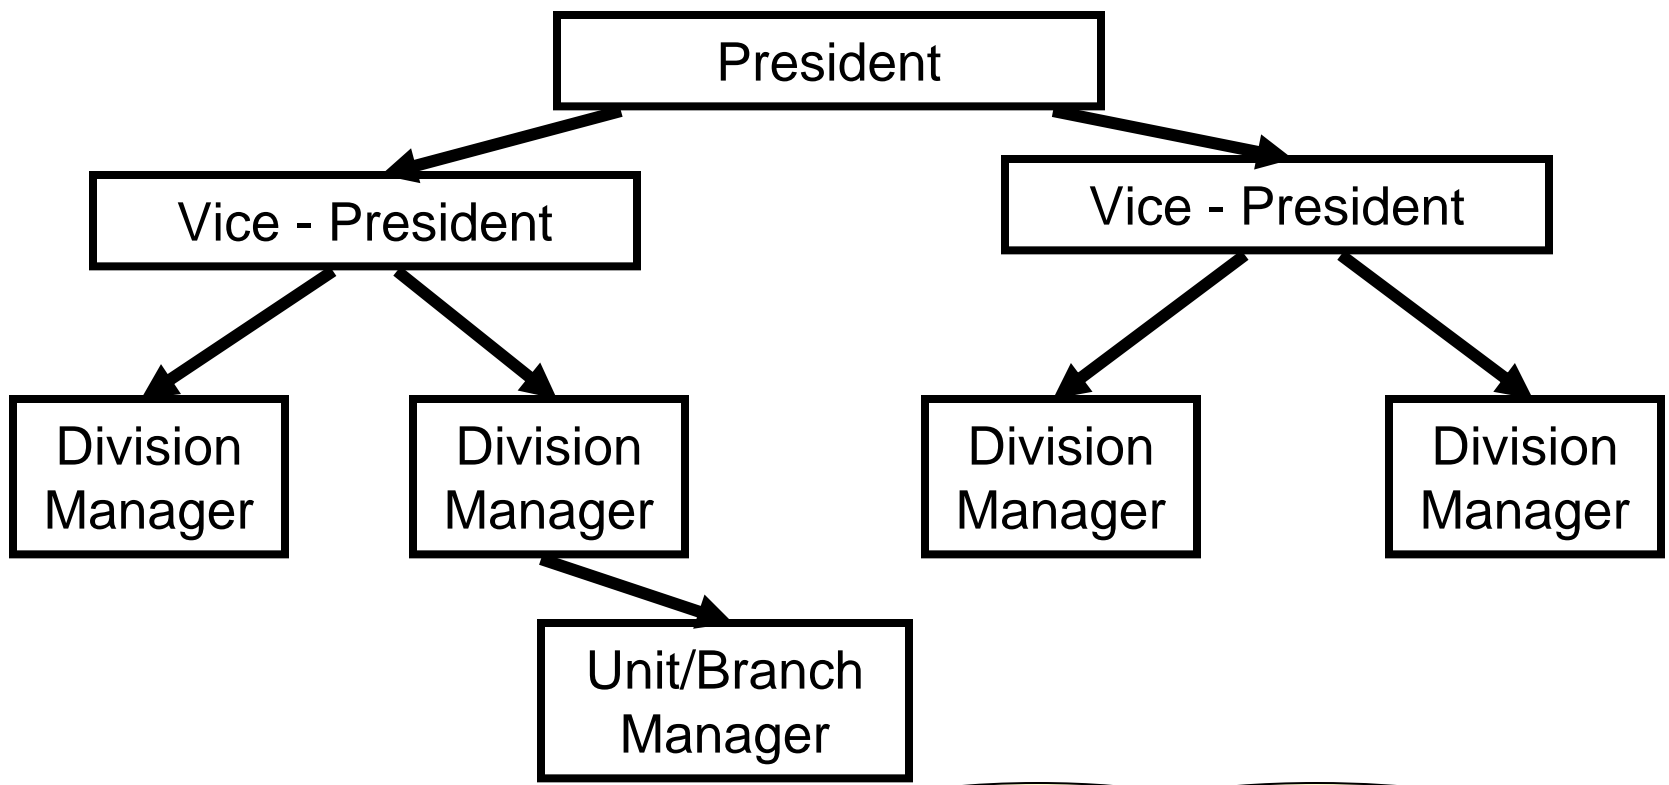 President
Vice - President
Vice - President
Division
Manager
Division
Manager
Division
Manager
Division
Manager
Unit/Branch
Manager